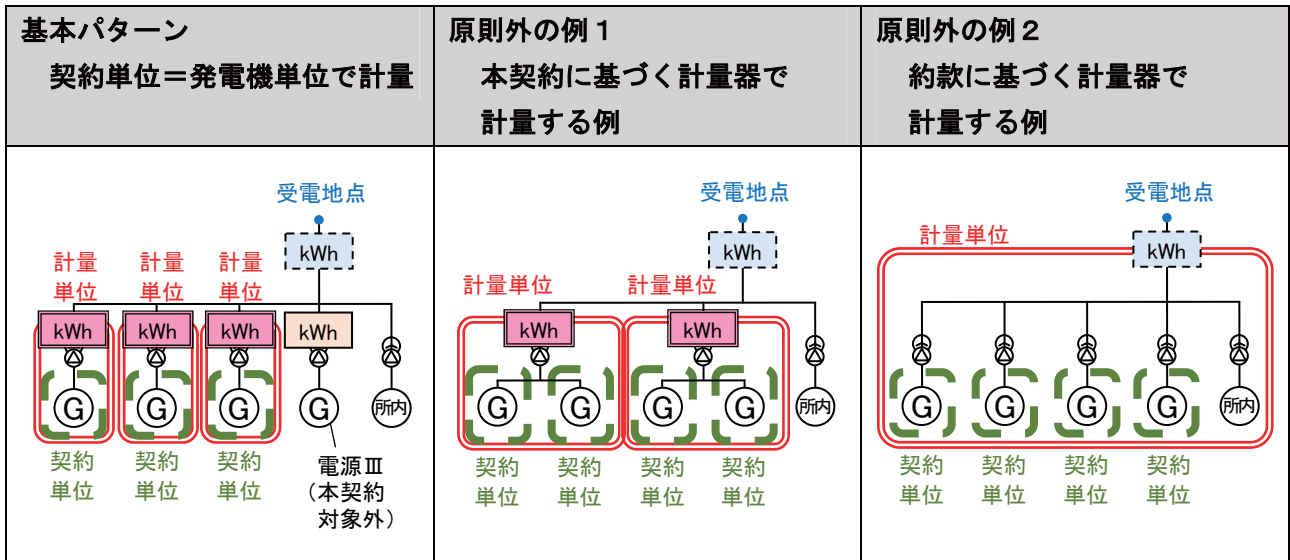 基本パターン
契約単位＝発電機単位で計量
原則外の例１
本契約に基づく計量器で
計量する例
原則外の例２
約款に基づく計量器で
計量する例
受電地点
kWh
計量
単位
計量
単位
計量
単位
kWh
kWh
kWh
kWh
G
G
G
G
所内
契約
単位
契約
単位
契約
単位
電源Ⅲ
（本契約
対象外）
受電地点
kWh
計量単位
計量単位
kWh
kWh
G
G
G
G
所内
契約
単位
契約
単位
契約
単位
契約
単位
受電地点
計量単位
kWh
G
G
G
G
所内
契約
単位
契約
単位
契約
単位
契約
単位